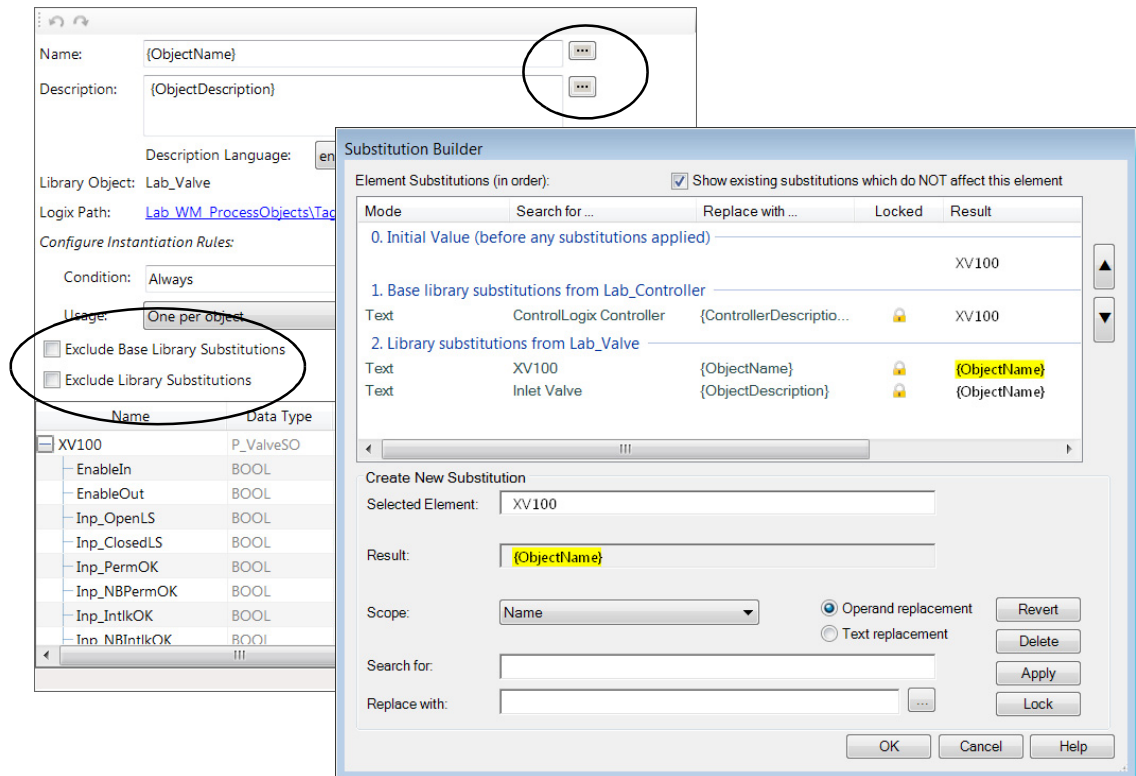 Name: {ObjectName} ...
Description: {ObjectDescription} ...
Description Language: en
Library Object: Lab_Valve
Logix Path: Lab_WM_ProcessObjects\Tag
Configure Instantiation Rules:
Condition: Always
Usage: One per object
Exclude Base Library Substitutions
Exclude Library Substitutions
Name Data Type
XV100 P_ValveSO
EnableIn BOOL
EnableOut BOOL
Inp_OpenLS BOOL
Inp_ClosedLS BOOL
Inp_PermOK BOOL
Inp_NBPermOK BOOL
Inp_IntlkOK BOOL
Inp_NBIntlkOK BOOL
Substitution Builder
Element Substitutions (in order): Show existing substitutions which do NOT affect this element
Mode Search for ... Replace with ... Locked Result
0. Initial Value (before any substitutions applied)
XV100
1. Base library substitutions from Lab_Controller
Text ControlLogix Controller {ControllerDescriptio... XV100
2. Library substitutions from Lab_Valve
Text XV100 {ObjectName} {ObjectName}
Text Inlet Valve {ObjectDescription} {ObjectName}
Create New Substitution
Selected Element: XV100
Result: {ObjectName}
Scope: Name Operand replacement Revert
Text replacement Delete
Search for: Apply
Replace with: ... Lock
OK Cancel Help